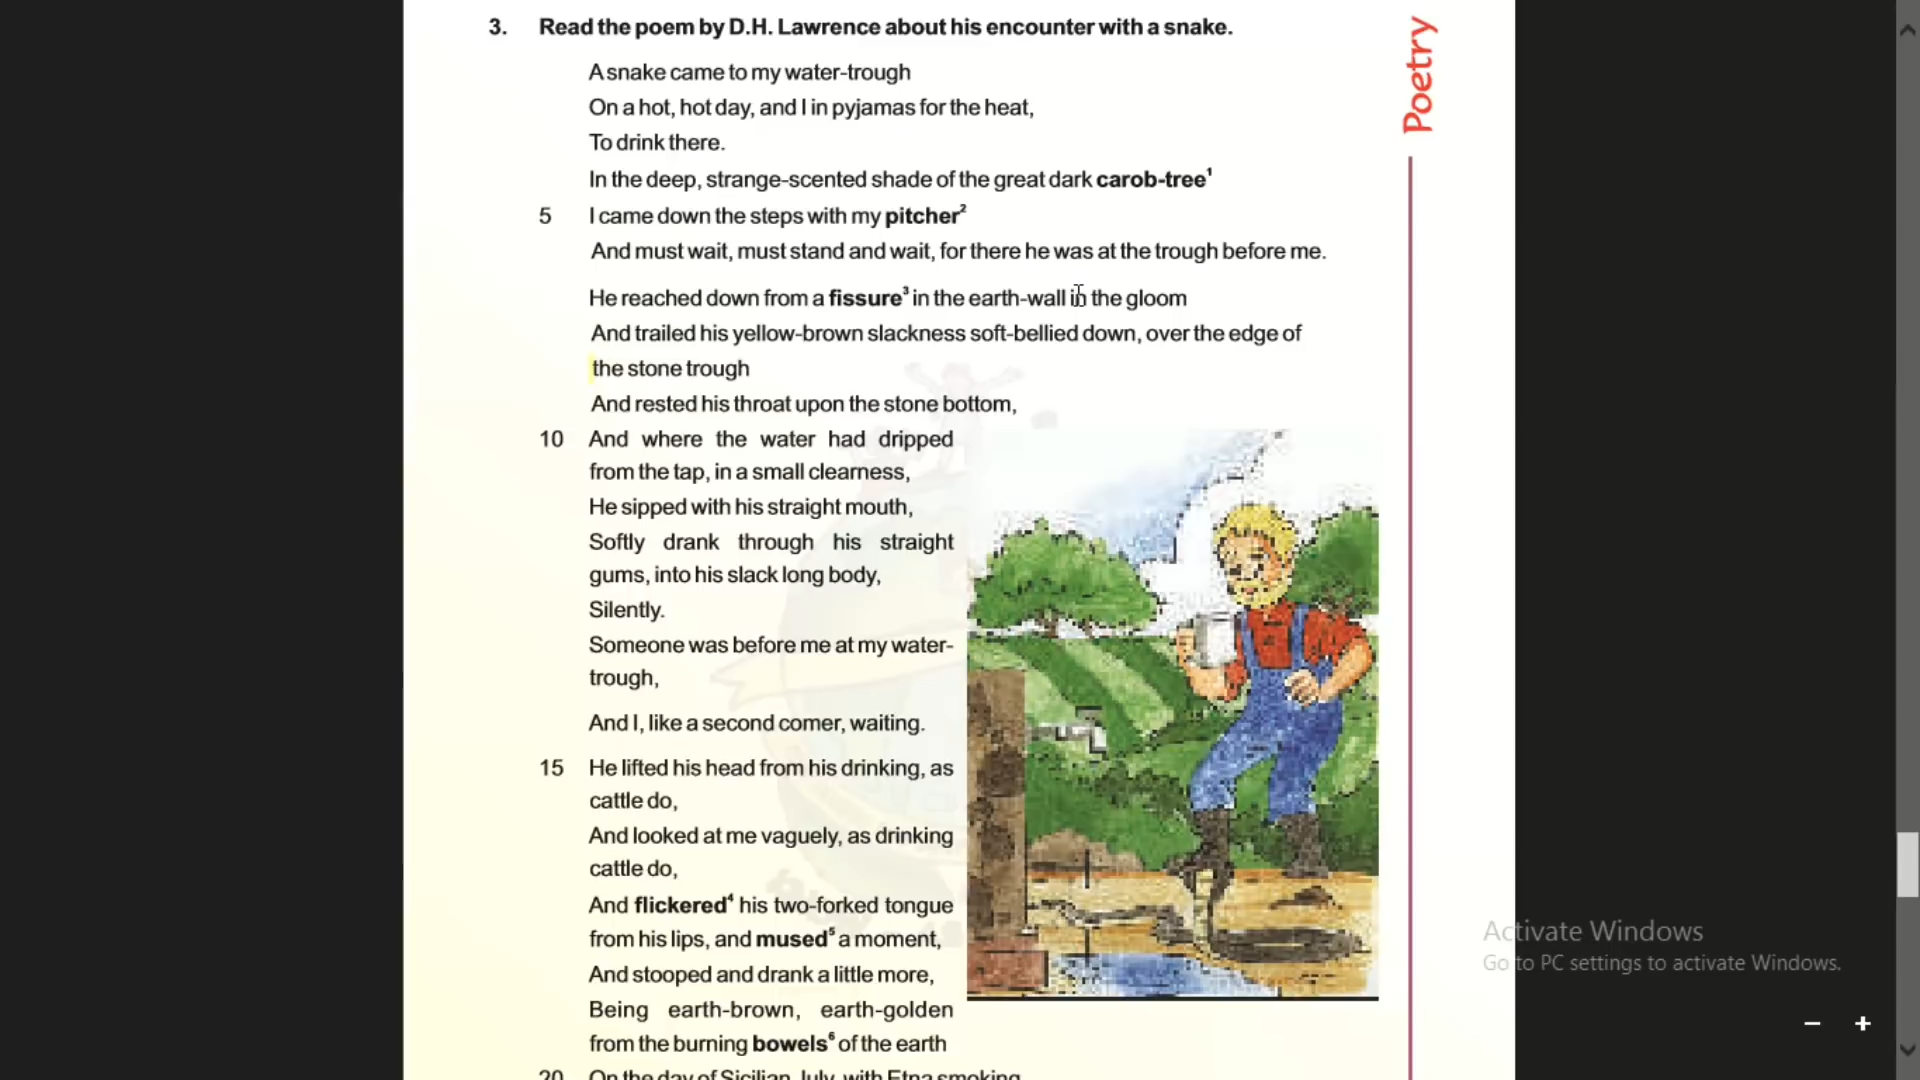 3. Read the poem by D.H. Lawrence about his encounter with a snake.
Poetry
A snake came to my water-trough
On a hot, hot day, and I in pyjamas for the heat,
To drink there.
In the deep, strange-scented shade of the great dark carob-tree¹
5 I came down the steps with my pitcher²
And must wait, must stand and wait, for there he was at the trough before me.
He reached down from a fissure³ in the earth-wall in the gloom
And trailed his yellow-brown slackness soft-bellied down, over the edge of
the stone trough
And rested his throat upon the stone bottom,
10 And where the water had dripped
from the tap, in a small clearness,
He sipped with his straight mouth,
Softly drank through his straight
gums, into his slack long body,
Silently.
Someone was before me at my water-
trough,
And I, like a second comer, waiting.
15 He lifted his head from his drinking, as
cattle do,
And looked at me vaguely, as drinking
cattle do,
And flickered⁴ his two-forked tongue
from his lips, and mused⁵ a moment,
And stooped and drank a little more,
Being earth-brown, earth-golden
from the burning bowels⁶ of the earth
20 On the day of Sicilian July, with Etna smoking
Activate Windows
Go to PC settings to activate Windows.